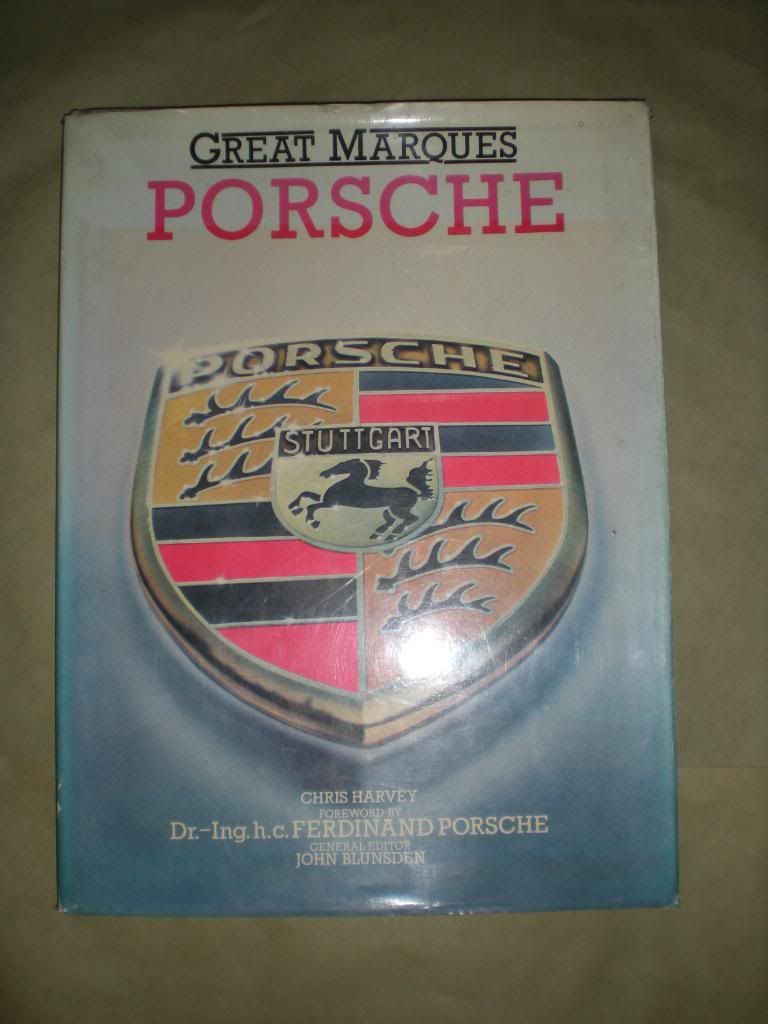 GREAT MARQUES
PORSCHE
PORSCHE
STUTTGART
CHRIS HARVEY
FOREWORD BY
Dr.-Ing.h.c.FERDINAND PORSCHE
GENERAL EDITOR
JOHN BLUNSDEN